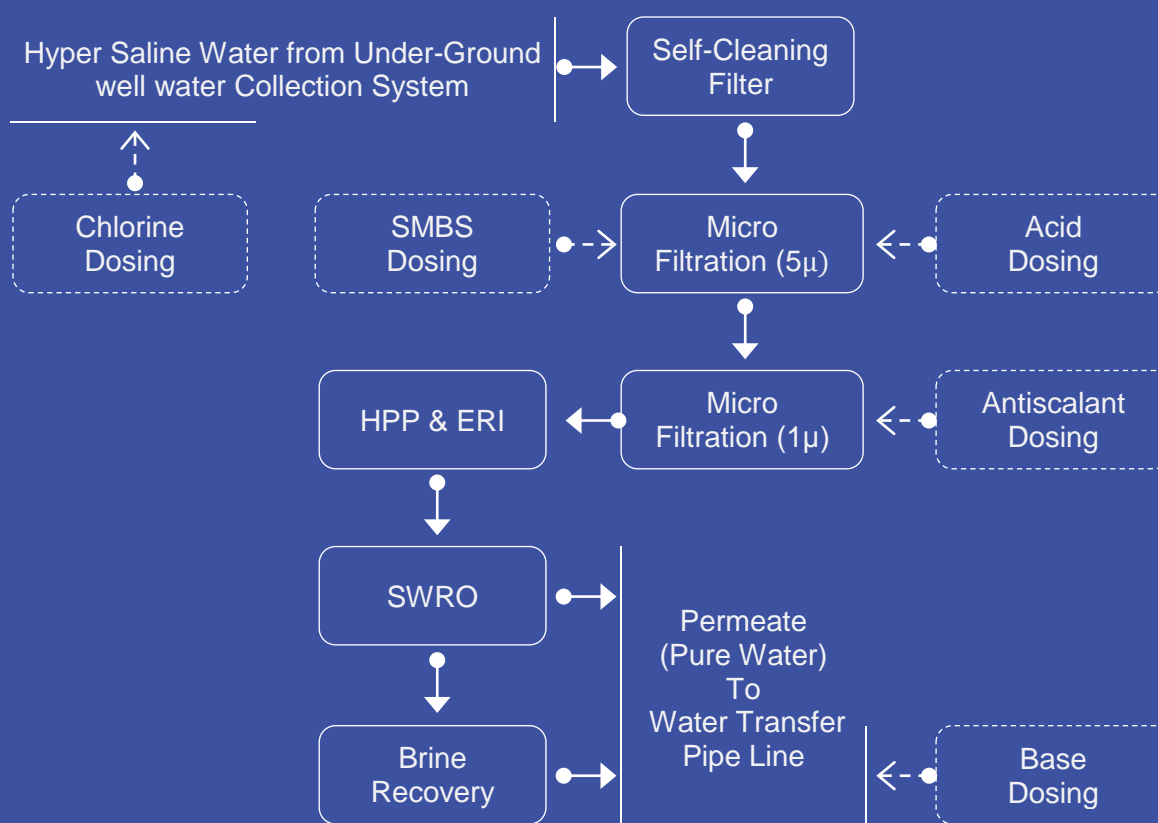 Hyper Saline Water from Under-Ground
well water Collection System
Self-Cleaning
Filter
Chlorine
Dosing
SMBS
Dosing
Micro
Filtration (5μ)
Acid
Dosing
HPP & ERI
Micro
Filtration (1µ)
Antiscalant
Dosing
SWRO
Permeate
(Pure Water)
To
Water Transfer
Pipe Line
Brine
Recovery
Base
Dosing